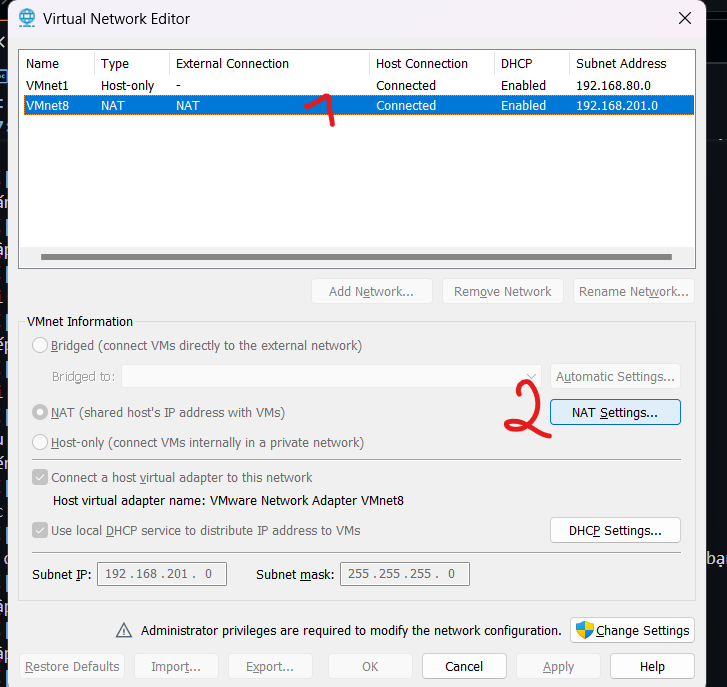 Virtual Network Editor
Name Type External Connection Host Connection DHCP Subnet Address
VMnet1 Host-only - Connected Enabled 192.168.80.0
VMnet8 NAT NAT Connected Enabled 192.168.201.0
1
Add Network... Remove Network Rename Network...
VMnet Information
Bridged (connect VMs directly to the external network)
Bridged to: Automatic Settings...
2
NAT (shared host's IP address with VMs) NAT Settings...
Host-only (connect VMs internally in a private network)
Connect a host virtual adapter to this network
Host virtual adapter name: VMware Network Adapter VMnet8
Use local DHCP service to distribute IP address to VMs DHCP Settings...
Subnet IP: 192 . 168 . 201 . 0 Subnet mask: 255 . 255 . 255 . 0
Administrator privileges are required to modify the network configuration. Change Settings
Restore Defaults Import... Export... OK Cancel Apply Help